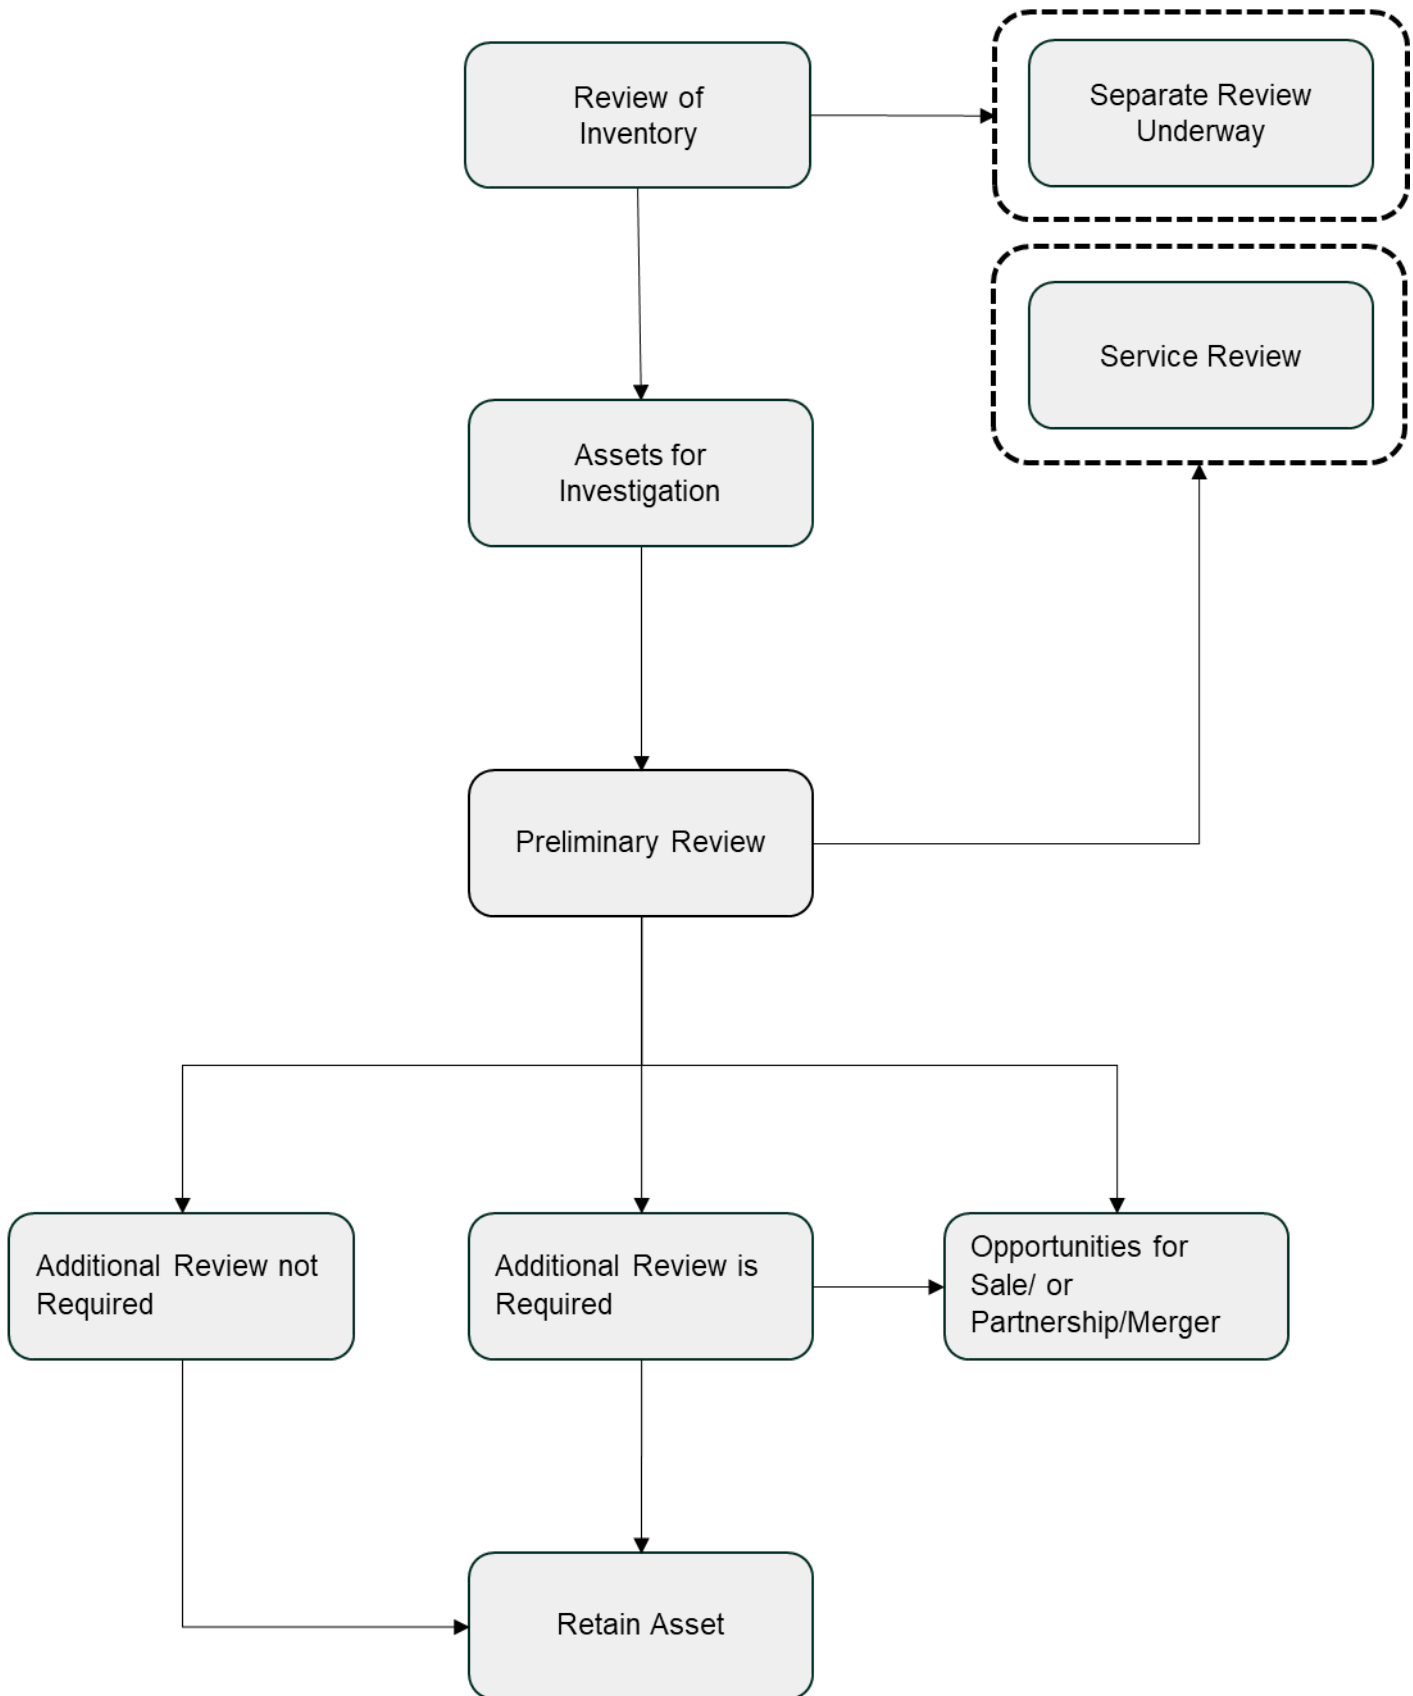 Review of
Inventory
Separate Review
Underway
Service Review
Assets for
Investigation
Preliminary Review
Additional Review not
Required
Additional Review is
Required
Opportunities for
Sale/ or
Partnership/Merger
Retain Asset